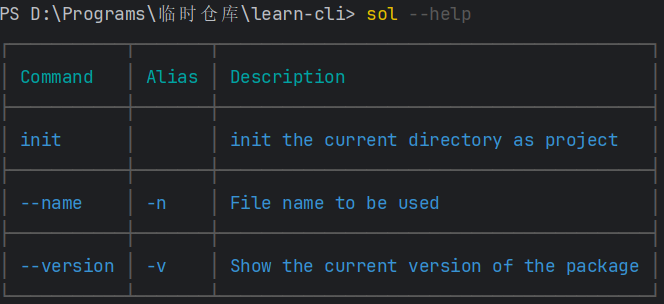 PS D:\Programs\临时仓库\learn-cli> sol --help
Command Alias Description
init init the current directory as project
--name -n File name to be used
--version -v Show the current version of the package